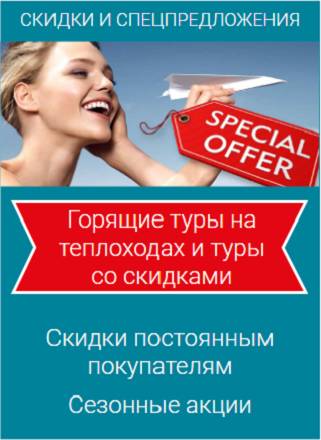 СКИДКИ И СПЕЦПРЕДЛОЖЕНИЯ
SPECIAL
OFFER
Горящие туры на
теплоходах и туры
со скидками
Скидки постоянным
покупателям
Сезонные акции